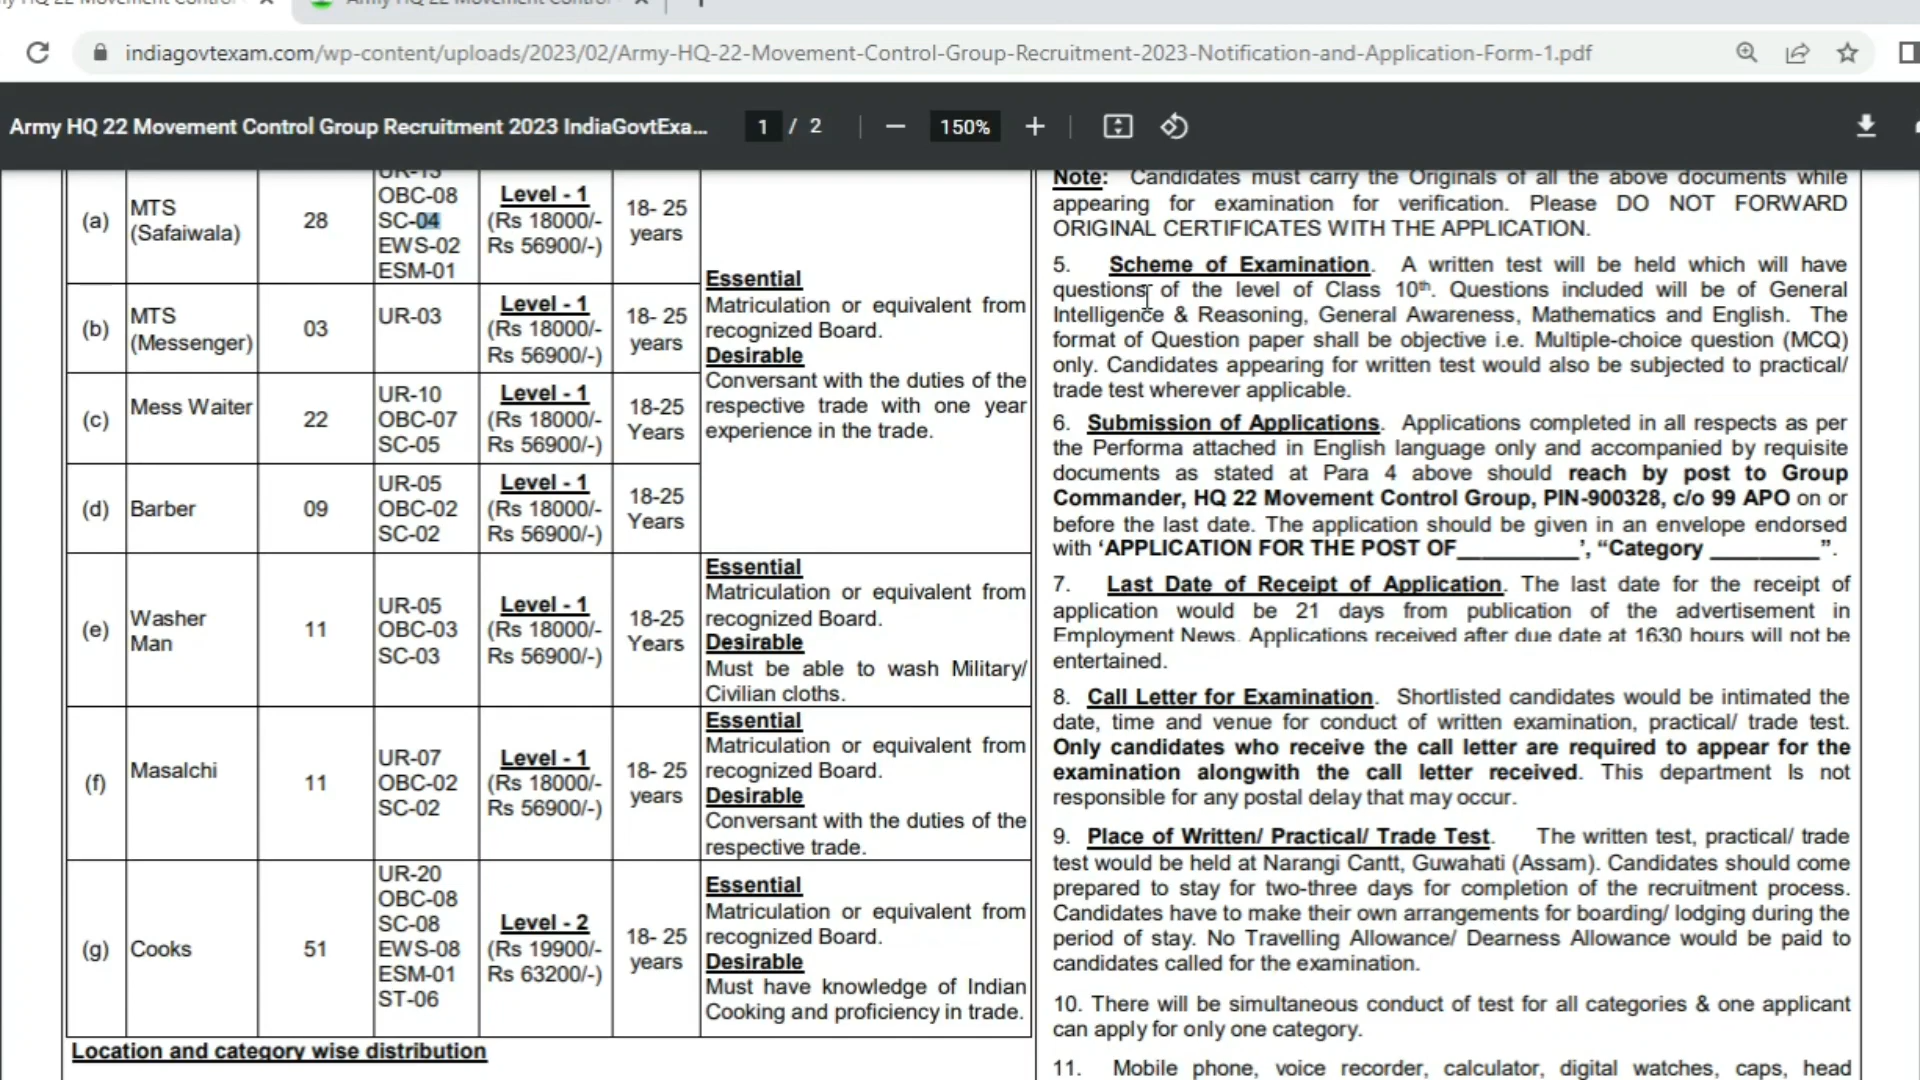 Army HQ 22 Movement Control
indiagovtexam.com/wp-content/uploads/2023/02/Army-HQ-22-Movement-Control-Group-Recruitment-2023-Notification-and-Application-Form-1.pdf
Army HQ 22 Movement Control Group Recruitment 2023 IndiaGovtExa...
1 / 2
150%
(a)
MTS
(Safaiwala)
28
UR-13
OBC-08
SC-04
EWS-02
ESM-01
Level - 1
(Rs 18000/-
Rs 56900/-)
18- 25
years
(b)
MTS
(Messenger)
03
UR-03
Level - 1
(Rs 18000/-
Rs 56900/-)
18- 25
years
(c)
Mess Waiter
22
UR-10
OBC-07
SC-05
Level - 1
(Rs 18000/-
Rs 56900/-)
18-25
Years
(d)
Barber
09
UR-05
OBC-02
SC-02
Level - 1
(Rs 18000/-
Rs 56900/-)
18-25
Years
Essential
Matriculation or equivalent from
recognized Board.
Desirable
Conversant with the duties of the
respective trade with one year
experience in the trade.
(e)
Washer
Man
11
UR-05
OBC-03
SC-03
Level - 1
(Rs 18000/-
Rs 56900/-)
18-25
Years
Essential
Matriculation or equivalent from
recognized Board.
Desirable
Must be able to wash Military/
Civilian cloths.
(f)
Masalchi
11
UR-07
OBC-02
SC-02
Level - 1
(Rs 18000/-
Rs 56900/-)
18- 25
years
Essential
Matriculation or equivalent from
recognized Board.
Desirable
Conversant with the duties of the
respective trade.
(g)
Cooks
51
UR-20
OBC-08
SC-08
EWS-08
ESM-01
ST-06
Level - 2
(Rs 19900/-
Rs 63200/-)
18- 25
years
Essential
Matriculation or equivalent from
recognized Board.
Desirable
Must have knowledge of Indian
Cooking and proficiency in trade.
Location and category wise distribution
Note: Candidates must carry the Originals of all the above documents while
appearing for examination for verification. Please DO NOT FORWARD
ORIGINAL CERTIFICATES WITH THE APPLICATION.
5. Scheme of Examination. A written test will be held which will have
questions of the level of Class 10th. Questions included will be of General
Intelligence & Reasoning, General Awareness, Mathematics and English. The
format of Question paper shall be objective i.e. Multiple-choice question (MCQ)
only. Candidates appearing for written test would also be subjected to practical/
trade test wherever applicable.
6. Submission of Applications. Applications completed in all respects as per
the Performa attached in English language only and accompanied by requisite
documents as stated at Para 4 above should reach by post to Group
Commander, HQ 22 Movement Control Group, PIN-900328, c/o 99 APO on or
before the last date. The application should be given in an envelope endorsed
with ‘APPLICATION FOR THE POST OF__________’, “Category _________”.
7. Last Date of Receipt of Application. The last date for the receipt of
application would be 21 days from publication of the advertisement in
Employment News. Applications received after due date at 1630 hours will not be
entertained.
8. Call Letter for Examination. Shortlisted candidates would be intimated the
date, time and venue for conduct of written examination, practical/ trade test.
Only candidates who receive the call letter are required to appear for the
examination alongwith the call letter received. This department Is not
responsible for any postal delay that may occur.
9. Place of Written/ Practical/ Trade Test. The written test, practical/ trade
test would be held at Narangi Cantt, Guwahati (Assam). Candidates should come
prepared to stay for two-three days for completion of the recruitment process.
Candidates have to make their own arrangements for boarding/ lodging during the
period of stay. No Travelling Allowance/ Dearness Allowance would be paid to
candidates called for the examination.
10. There will be simultaneous conduct of test for all categories & one applicant
can apply for only one category.
11. Mobile phone, voice recorder, calculator, digital watches, caps, head